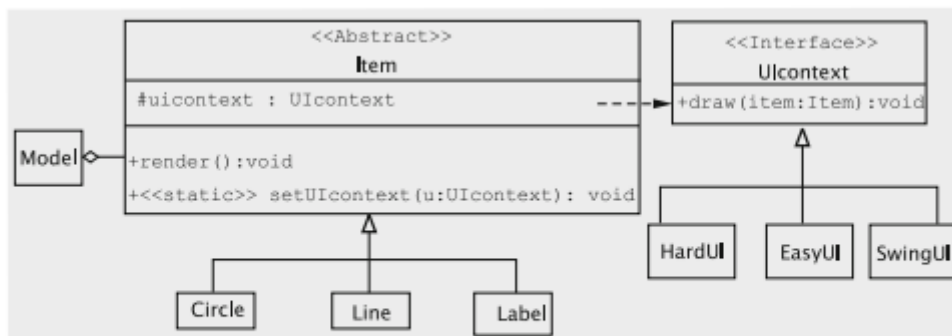 <<Abstract>>
Item
#uicontext : UIcontext
+render():void
+<<static>> setUIcontext(u:UIcontext): void
<<Interface>>
UIcontext
+draw(item:Item):void
Model
HardUI
EasyUI
SwingUI
Circle
Line
Label